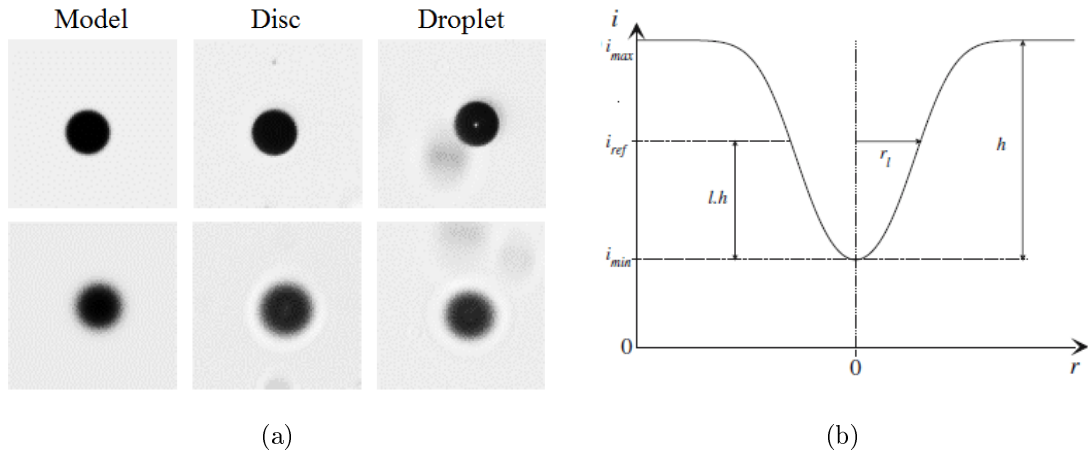 Model Disc Droplet
(a)
i
i_max
i_ref
r_l
h
l.h
i_min
0
0
r
(b)